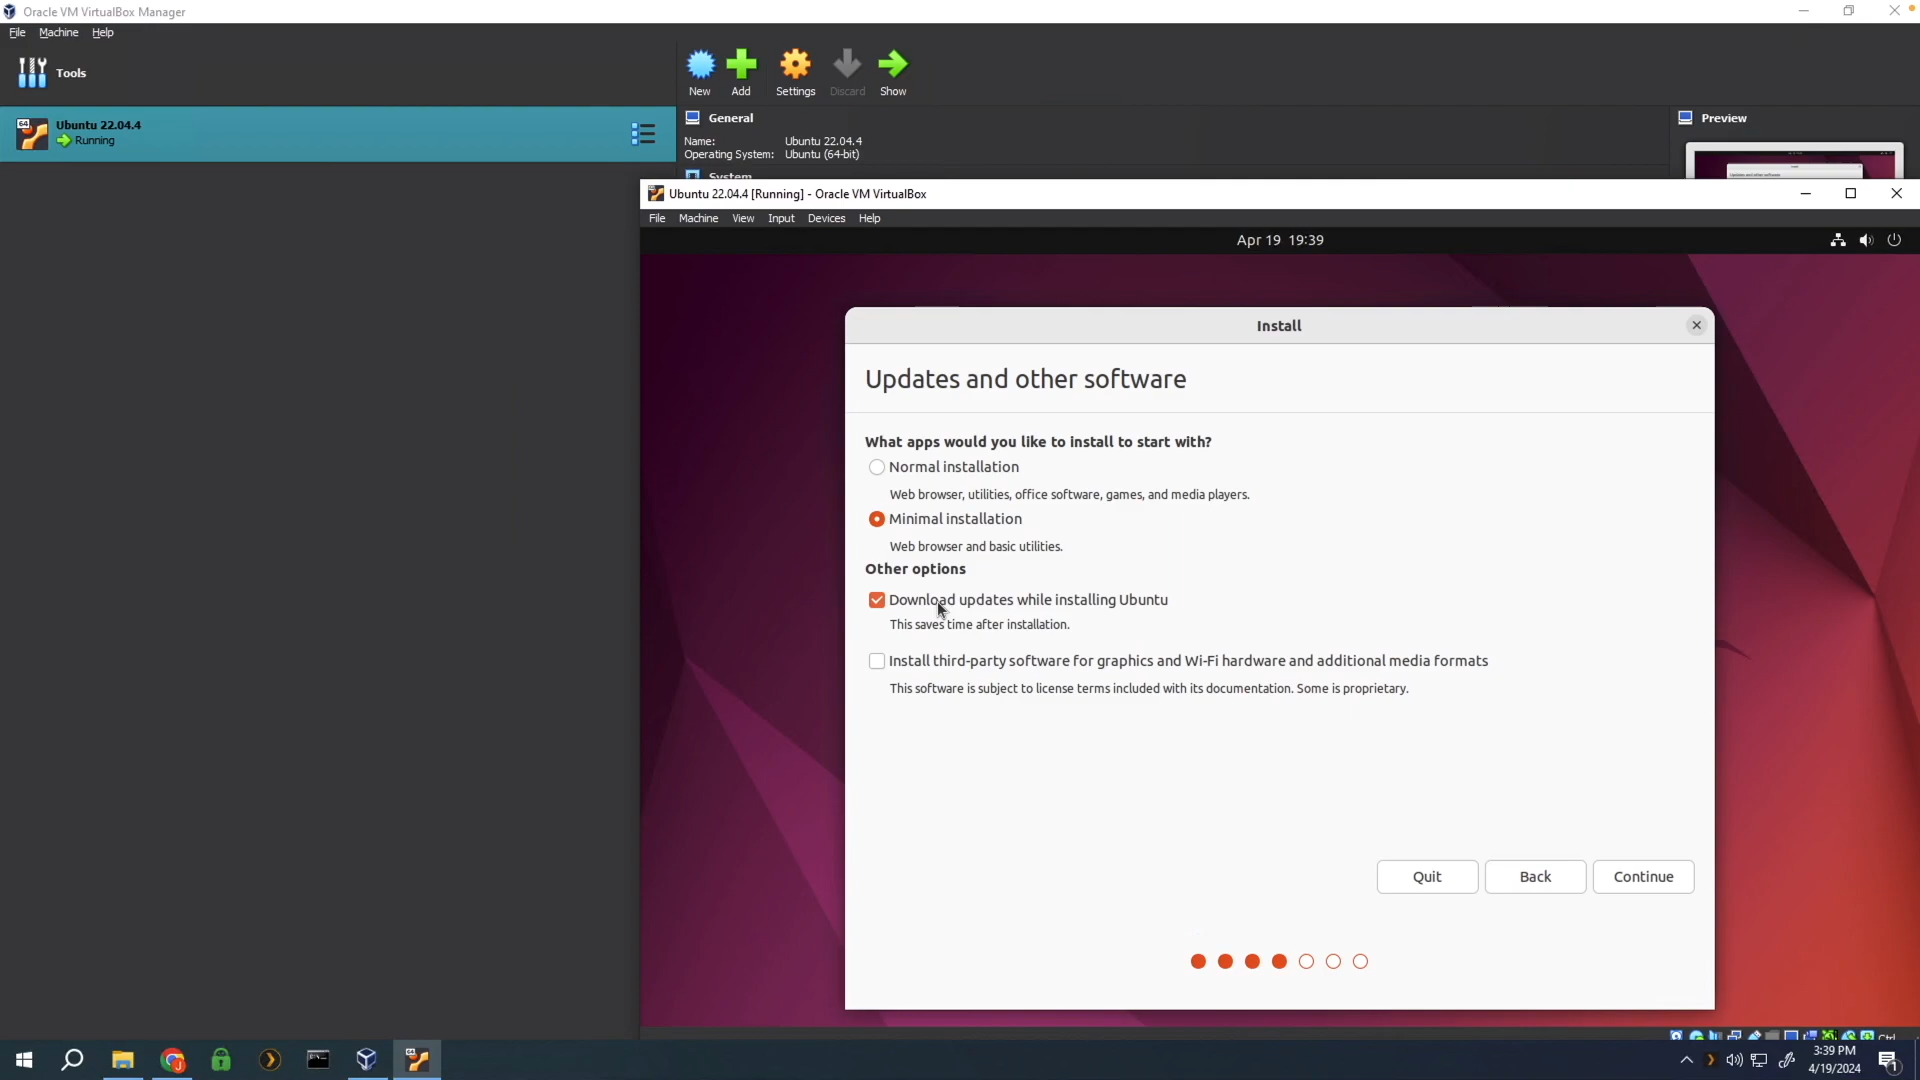 Oracle VM VirtualBox Manager
File Machine Help
Tools
New Add Settings Discard Show
64
Ubuntu 22.04.4
Running
General
Name: Ubuntu 22.04.4
Operating System: Ubuntu (64-bit)
System
Preview
Ubuntu 22.04.4 [Running] - Oracle VM VirtualBox
File Machine View Input Devices Help
Apr 19 19:39
Install
Updates and other software
What apps would you like to install to start with?
Normal installation
Web browser, utilities, office software, games, and media players.
Minimal installation
Web browser and basic utilities.
Other options
Download updates while installing Ubuntu
This saves time after installation.
Install third-party software for graphics and Wi-Fi hardware and additional media formats
This software is subject to license terms included with its documentation. Some is proprietary.
Quit Back Continue
3:39 PM
4/19/2024
1